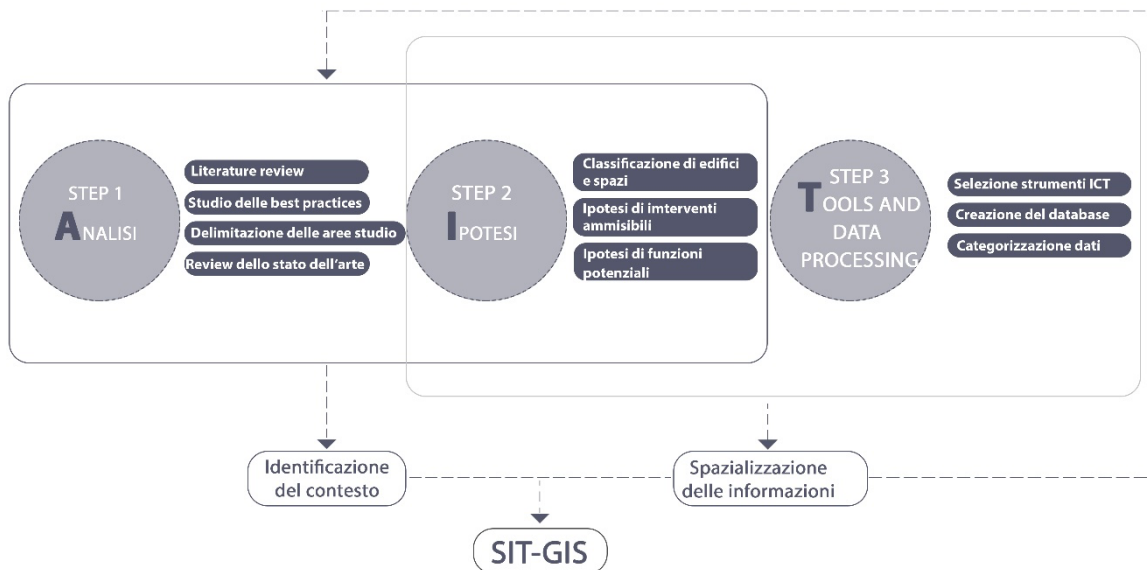 STEP 1
ANALISI
Literature review
Studio delle best practices
Delimitazione delle aree studio
Review dello stato dell'arte
STEP 2
IPOTESI
Classificazione di edifici
e spazi
Ipotesi di imterventi
ammisibili
Ipotesi di funzioni
potenziali
STEP 3
TOOLS AND
DATA
PROCESSING
Selezione strumenti ICT
Creazione del database
Categorizzazione dati
Identificazione
del contesto
Spazializzazione
delle informazioni
SIT-GIS